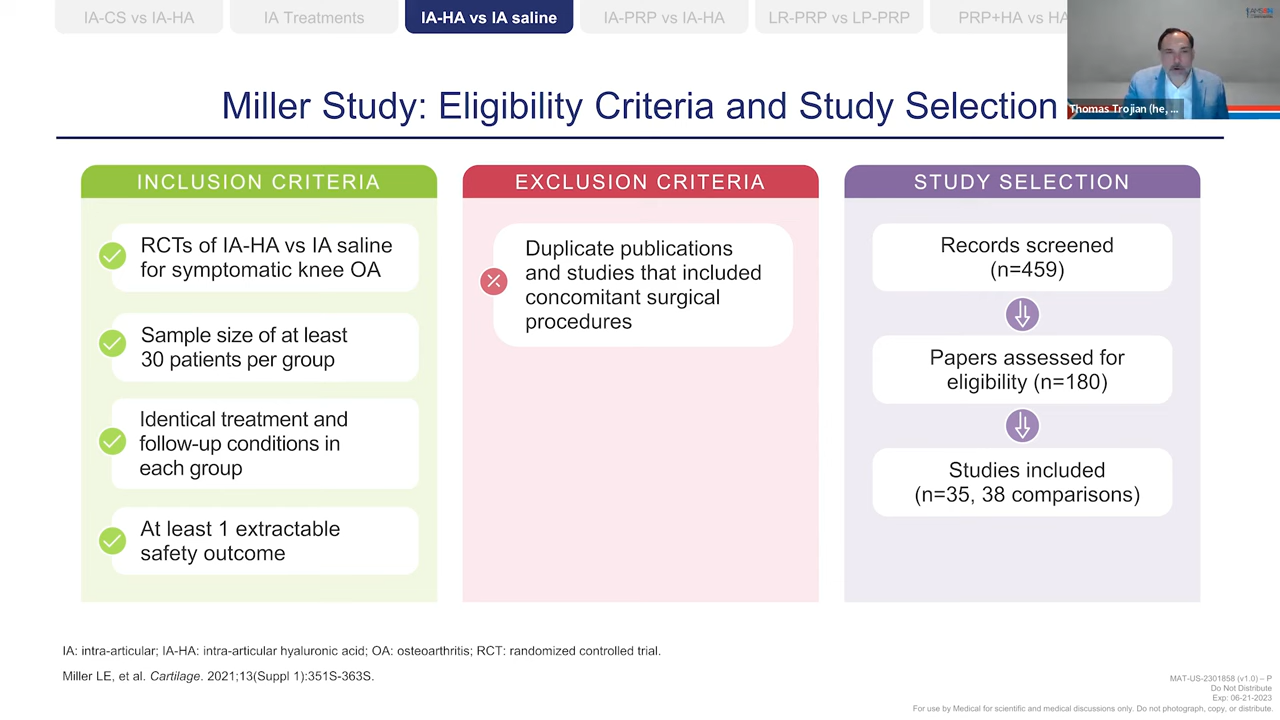 IA-CS vs IA-HA
IA Treatments
IA-HA vs IA saline
IA-PRP vs IA-HA
LR-PRP vs LP-PRP
PRP+HA vs HA
Thomas Trojian (he, ...
Miller Study: Eligibility Criteria and Study Selection
INCLUSION CRITERIA
RCTs of IA-HA vs IA saline
for symptomatic knee OA
Sample size of at least
30 patients per group
Identical treatment and
follow-up conditions in
each group
At least 1 extractable
safety outcome
EXCLUSION CRITERIA
Duplicate publications
and studies that included
concomitant surgical
procedures
STUDY SELECTION
Records screened
(n=459)
Papers assessed for
eligibility (n=180)
Studies included
(n=35, 38 comparisons)
IA: intra-articular; IA-HA: intra-articular hyaluronic acid; OA: osteoarthritis; RCT: randomized controlled trial.
Miller LE, et al. Cartilage. 2021;13(Suppl 1):351S-363S.
MAT-US-2301858 (v1.0) – P
Do Not Distribute
Exp: 06-21-2023
For use by Medical for scientific and medical discussions only. Do not photograph, copy, or distribute.